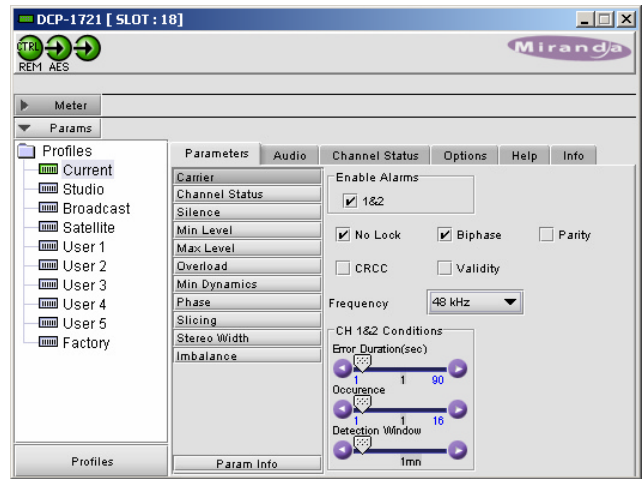 DCP-1721 [ SLOT : 18]
CTRL
REM AES
Miranda
Meter
Params
Profiles
Current
Studio
Broadcast
Satellite
User 1
User 2
User 3
User 4
User 5
Factory
Profiles
Parameters Audio Channel Status Options Help Info
Carrier
Channel Status
Silence
Min Level
Max Level
Overload
Min Dynamics
Phase
Slicing
Stereo Width
Imbalance
Param Info
Enable Alarms
1&2
No Lock Biphase Parity
CRCC Validity
Frequency 48 kHz
CH 1&2 Conditions
Error Duration(sec)
1 1 90
Occurence
1 1 16
Detection Window
1mn